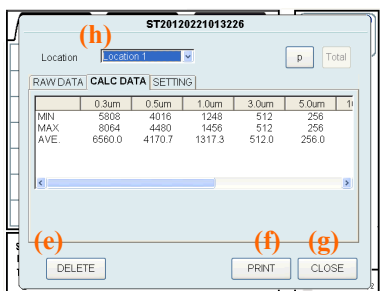 ST20120221013226
(h)
Location Location 1 p Total
RAW DATA CALC DATA SETTING
0.3um 0.5um 1.0um 3.0um 5.0um 1
MIN 5808 4016 1248 512 256
MAX 8064 4480 1456 512 256
AVE. 6560.0 4170.7 1317.3 512.0 256.0
(e) (f) (g)
DELETE PRINT CLOSE